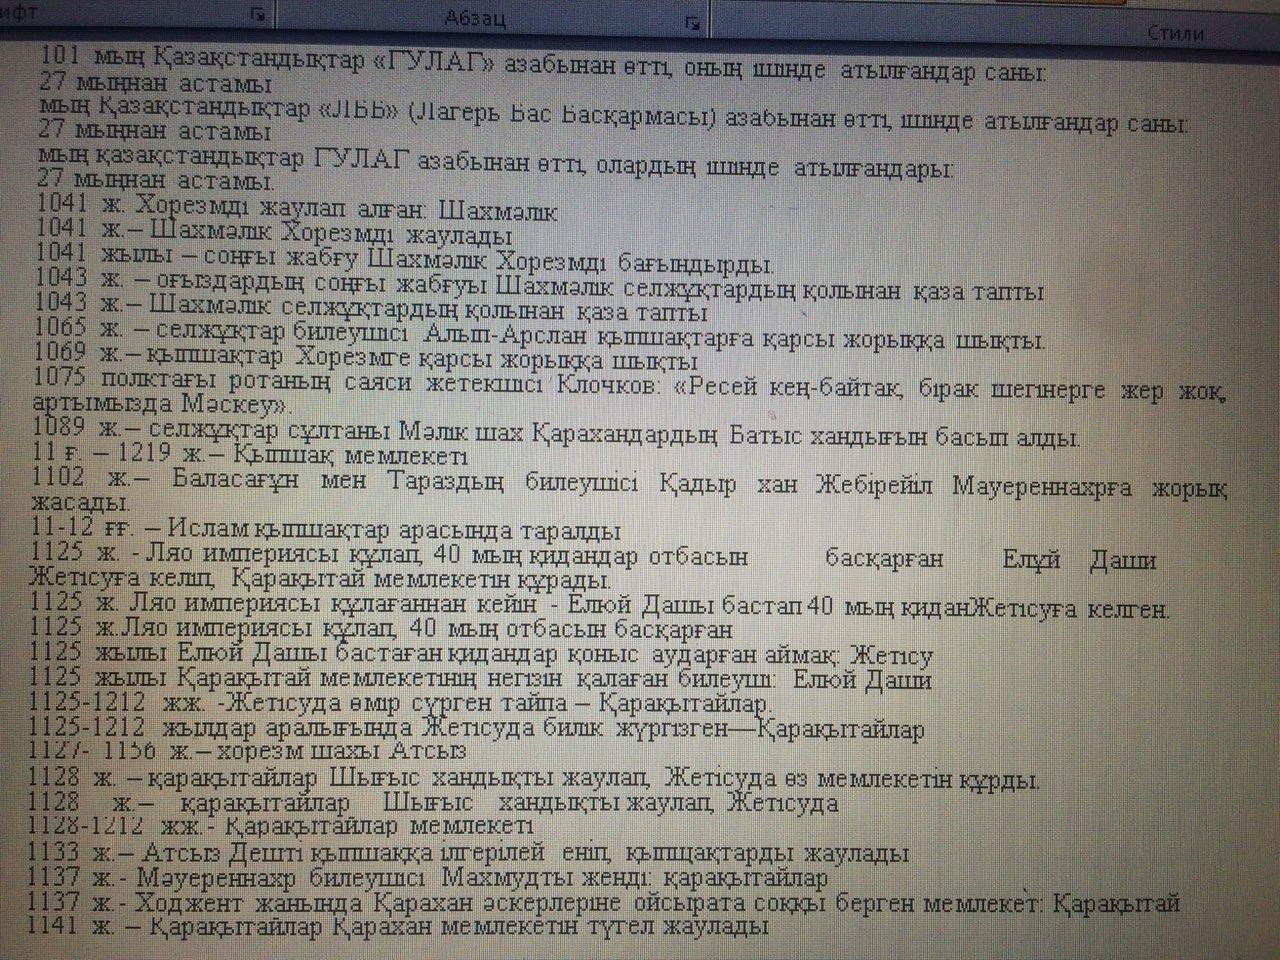 ифт
Абзац
Стили
101 мың Қазақстандықтар «ГУЛАГ» азабынан өтті, оның ішінде атылғандар саны:
27 мыңнан астамы
мың Қазақстандықтар «ЛББ» (Лагерь Бас Басқармасы) азабынан өтті, ішінде атылғандар саны:
27 мыңнан астамы
мың қазақстандықтар ГУЛАГ азабынан өтті, олардың ішінде атылғандары:
27 мыңнан астамы.
1041 ж. Хорезмді жаулап алған: Шахмәлік
1041 ж.– Шахмәлік Хорезмді жаулады
1041 жылы – соңғы жабғу Шахмәлік Хорезмді бағындырды.
1043 ж. – оғыздардың соңғы жабғуы Шахмәлік селжұқтардың қолынан қаза тапты
1043 ж.– Шахмәлік селжұқтардың қолынан қаза тапты
1065 ж. – селжұқтар билеушісі Алып-Арслан қыпшақтарға қарсы жорыққа шықты.
1069 ж.– қыпшақтар Хорезмге қарсы жорыққа шықты
1075 полктағы ротаның саяси жетекшісі Клочков: «Ресей кең-байтақ, бірақ шегінерге жер жоқ,
артымызда Мәскеу».
1089 ж.– селжұқтар сұлтаны Мәлік шах Қарахандардың Батыс хандығын басып алды.
11 ғ. – 1219 ж.– Қыпшақ мемлекеті
1102 ж.– Баласағұн мен Тараздың билеушісі Қадыр хан Жебірейіл Мауереннахрға жорық
жасады.
11-12 ғғ. – Ислам қыпшақтар арасында таралды
1125 ж. - Ляо империясы құлап, 40 мың қидандар отбасын басқарған Елұй Даши
Жетісуға келіп, Қарақытай мемлекетін құрады.
1125 ж. Ляо империясы құлағаннан кейін - Елюй Дашы бастап 40 мың қиданЖетісуға келген.
1125 ж.Ляо империясы құлап, 40 мың отбасын басқарған
1125 жылы Елюй Дашы бастаған қидандар қоныс аударған аймақ: Жетісу
1125 жылы Қарақытай мемлекетінің негізін қалаған билеуші: Елюй Даши
1125-1212 жж. -Жетісуда өмір сүрген тайпа – Қарақытайлар.
1125-1212 жылдар аралығында Жетісуда билік жүргізген—Қарақытайлар
1127- 1156 ж.– хорезм шахы Атсыз
1128 ж. – қарақытайлар Шығыс хандықты жаулап, Жетісуда өз мемлекетін құрды.
1128 ж.– қарақытайлар Шығыс хандықты жаулап, Жетісуда
1128-1212 жж.- Қарақытайлар мемлекеті
1133 ж.– Атсыз Дешті қыпшаққа ілгерілей еніп, қыпщақтарды жаулады
1137 ж.- Мәуереннахр билеушісі Махмудты жеңді: қарақытайлар
1137 ж.- Ходжент жанында Қарахан әскерлеріне ойсырата соққы берген мемлекет: Қарақытай
1141 ж. – Қарақытайлар Қарахан мемлекетін түгел жаулады